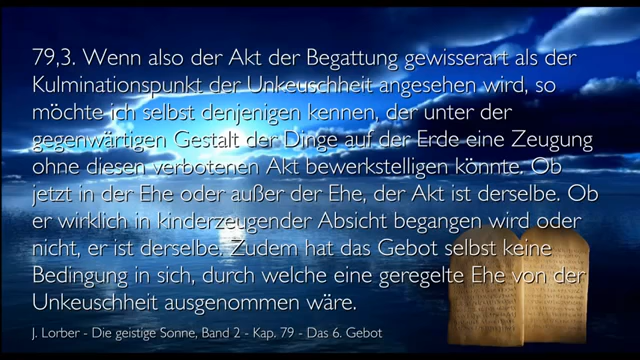 79,3. Wenn also der Akt der Begattung gewisserart als der
Kulminationspunkt der Unkeuschheit angesehen wird, so
möchte ich selbst denjenigen kennen, der unter der
gegenwärtigen Gestalt der Dinge auf der Erde eine Zeugung
ohne diesen verbotenen Akt bewerkstelligen könnte. Ob
jetzt in der Ehe oder außer der Ehe, der Akt ist derselbe. Ob
er wirklich in kinderzeugender Absicht begangen wird oder
nicht, er ist derselbe. Zudem hat das Gebot selbst keine
Bedingung in sich, durch welche eine geregelte Ehe von der
Unkeuschheit ausgenommen wäre.
J. Lorber - Die geistige Sonne, Band 2 - Kap. 79 - Das 6. Gebot